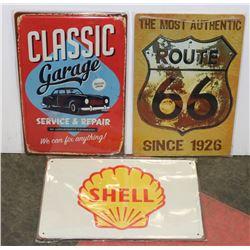 CLASSIC
Garage
SERVICE & REPAIR
We can fix anything!
THE MOST AUTHENTIC
ROUTE
66
SINCE 1926
SHELL